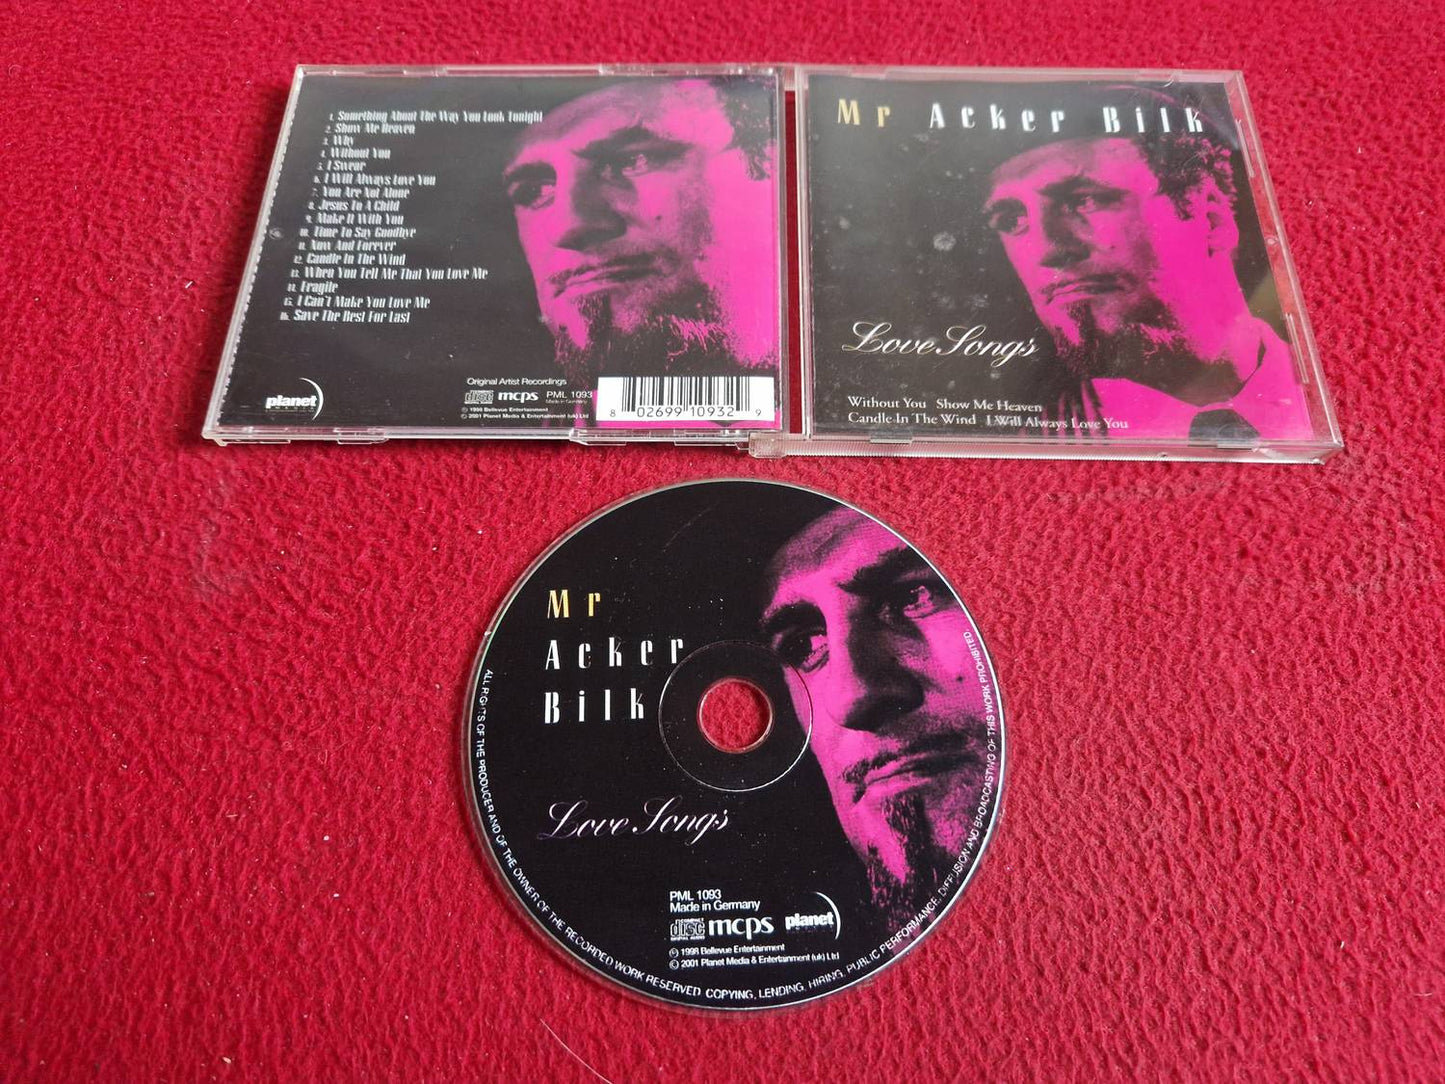 1. Something About The Way You Look Tonight
2. Show Me Heaven
3. Why
4. Without You
5. I Swear
6. I Will Always Love You
7. You Are Not Alone
8. Jesus To A Child
9. Make It With You
10. Time To Say Goodbye
11. Now And Forever
12. Candle In The Wind
13. When You Tell Me That You Love Me
14. Fragile
15. I Can't Make You Love Me
16. Save The Best For Last
planet
MEDIA
Original Artist Recordings
disc mcps PML 1093
Made in Germany
℗ 1998 Bellevue Entertainment
© 2001 Planet Media & Entertainment (uk) Ltd
8 02699 10932 9
Mr Acker Bilk
Love Songs
Without You Show Me Heaven
Candle In The Wind I Will Always Love You
Mr
Acker
Bilk
Love Songs
PML 1093
Made in Germany
COMPACT disc DIGITAL AUDIO mcps planet
℗ 1998 Bellevue Entertainment
© 2001 Planet Media & Entertainment (uk) Ltd
ALL RIGHTS OF THE PRODUCER AND OF THE OWNER OF THE RECORDED WORK RESERVED. COPYING, LENDING, HIRING, PUBLIC PERFORMANCE, DIFFUSION AND BROADCASTING OF THIS WORK PROHIBITED.